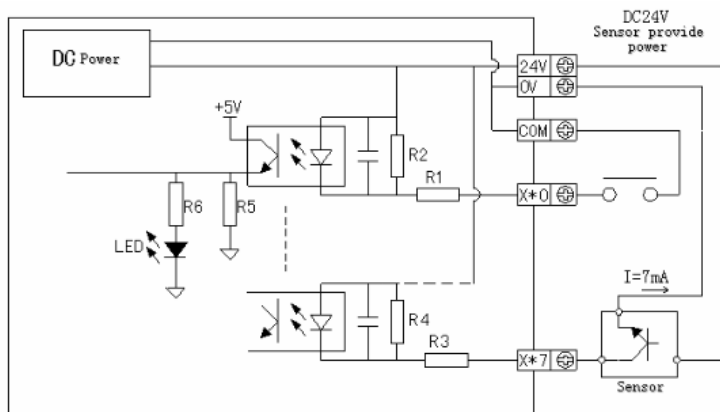 DC24V
Sensor provide
power
DC Power
24V
0V
+5V
COM
R2
R1
X*0
R6
R5
LED
I=7mA
R4
R3
X*7
Sensor